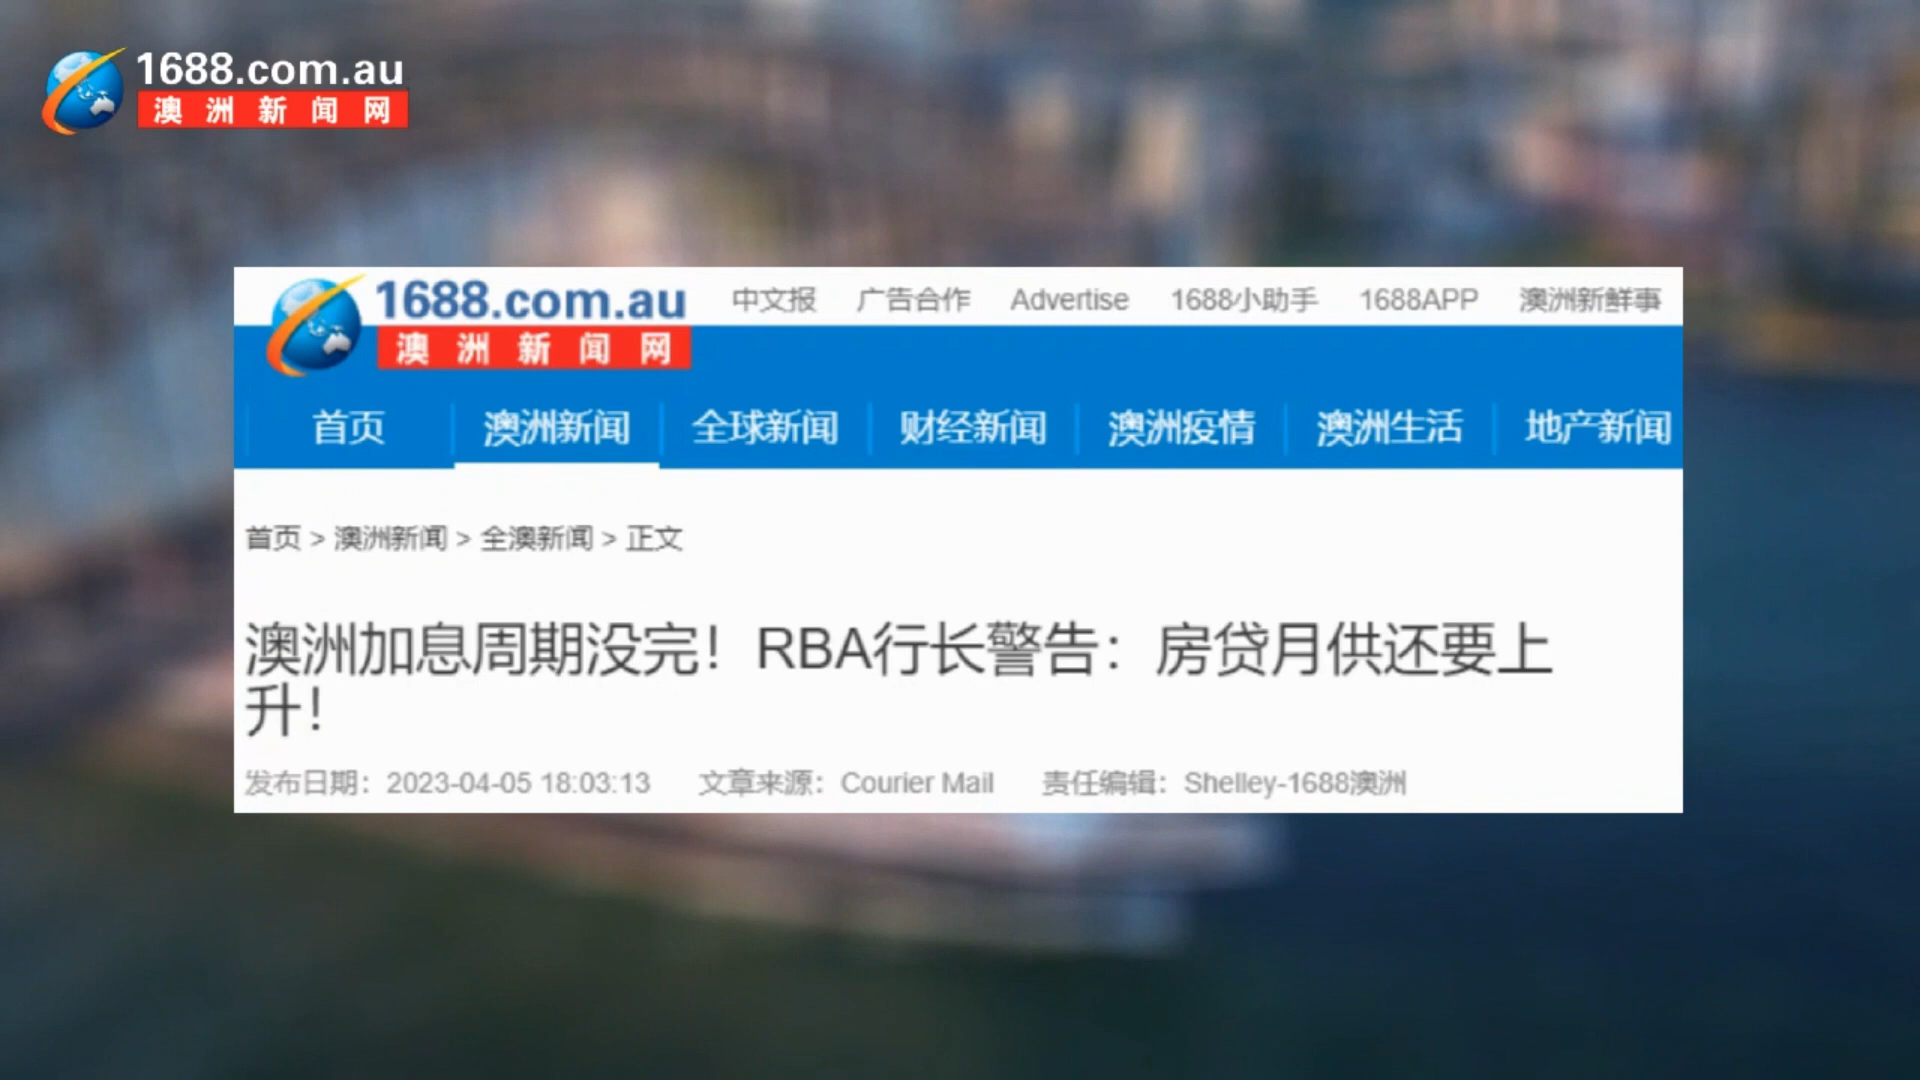 1688.com.au
澳洲新闻网
1688.com.au
澳洲新闻网
中文报 广告合作 Advertise 1688小助手 1688APP 澳洲新鲜事
首页 澳洲新闻 全球新闻 财经新闻 澳洲疫情 澳洲生活 地产新闻
首页 > 澳洲新闻 > 全澳新闻 > 正文
澳洲加息周期没完！RBA行长警告：房贷月供还要上
升！
发布日期：2023-04-05 18:03:13 文章来源：Courier Mail 责任编辑：Shelley-1688澳洲